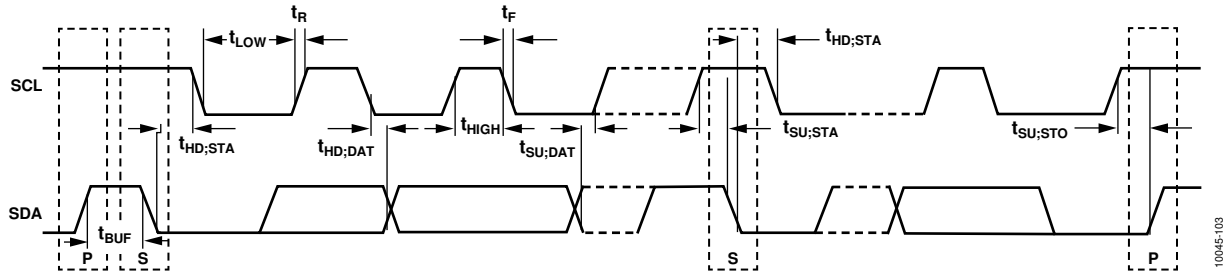 tR
tF
tLOW
tHD;STA
SCL
tHD;STA
tHD;DAT
tHIGH
tSU;DAT
tSU;STA
tSU;STO
SDA
tBUF
P
S
S
P
10045-103